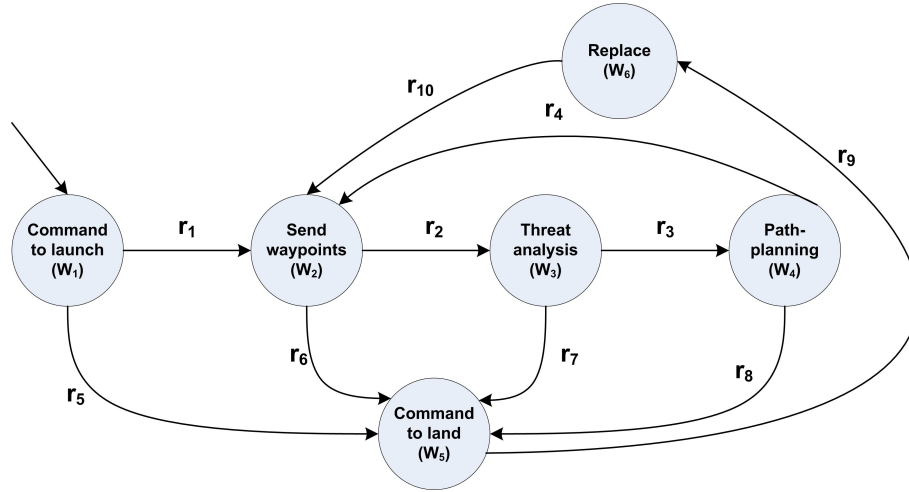 Replace
(W₆)
r₁₀
r₄
r₉
Command
to launch
(W₁)
r₁
Send
waypoints
(W₂)
r₂
Threat
analysis
(W₃)
r₃
Path-
planning
(W₄)
r₅
r₆
r₇
r₈
Command
to land
(W₅)